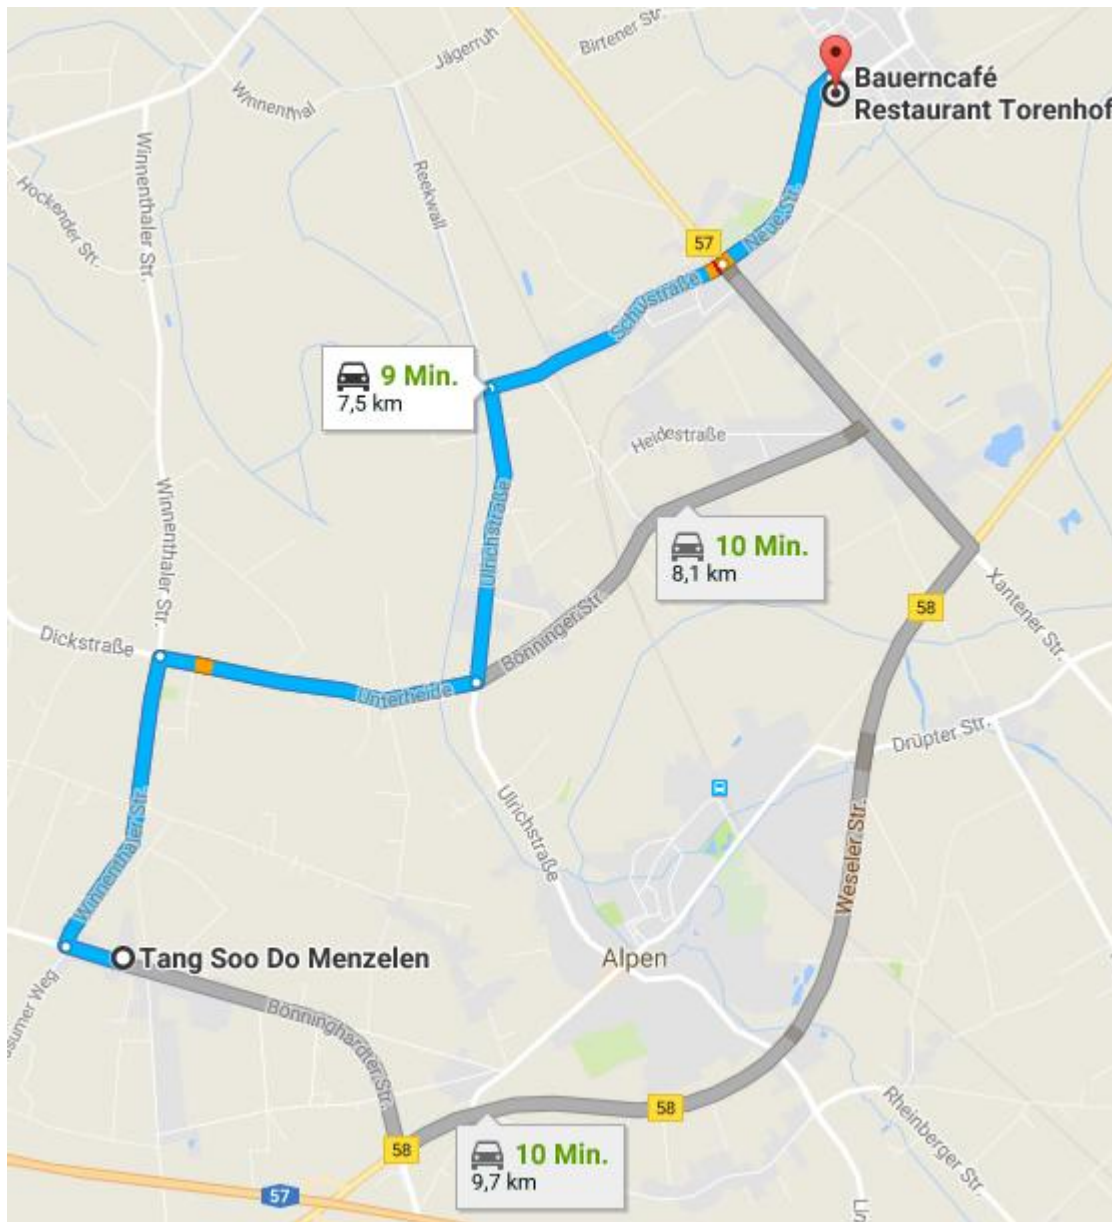 Birtener Str.
Jägerruh
Bauerncafé
Restaurant Torenhof
Winnenthal
Winnenthaler Str.
Reekwall
Hockender Str.
Neue Str.
57
Schulstraße
9 Min.
7,5 km
Heidestraße
Winnenthaler Str.
Ulrichstraße
10 Min.
8,1 km
Xantener Str.
58
Bönninger Str.
Dickstraße
Unterheide
Drüpter Str.
Ulrichstraße
Winnenthaler Str.
Weseler Str.
Tang Soo Do Menzelen
Alpen
sumer Weg
Bönninghardter Str.
58
58
Rheinberger Str.
10 Min.
9,7 km
57